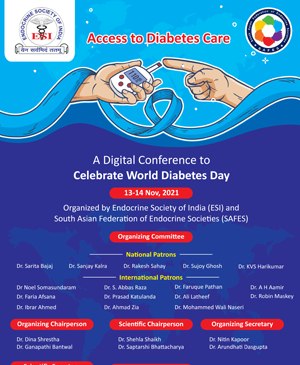 ENDOCRINE SOCIETY OF INDIA
ESI
Access to Diabetes Care
A Digital Conference to
Celebrate World Diabetes Day
13-14 Nov, 2021
Organized by Endocrine Society of India (ESI) and
South Asian Federation of Endocrine Societies (SAFES)
Organizing Committee
National Patrons
Dr. Sarita Bajaj Dr. Sanjay Kalra Dr. Rakesh Sahay Dr. Sujoy Ghosh Dr. KVS Harikumar
International Patrons
Dr Noel Somasundaram Dr. S. Abbas Raza Dr. Faruque Pathan Dr. A H Aamir
Dr. Faria Afsana Dr. Prasad Katulanda Dr. Ali Latheef Dr. Robin Maskey
Dr. Ibrar Ahmed Dr. Ahmad Zia Dr. Mohammed Wali Naseri
Organizing Chairperson Scientific Chairperson Organizing Secretary
Dr. Dina Shrestha Dr. Shehla Shaikh Dr. Nitin Kapoor
Dr. Ganapathi Bantwal Dr. Saptarshi Bhattacharya Dr. Arundhati Dasgupta